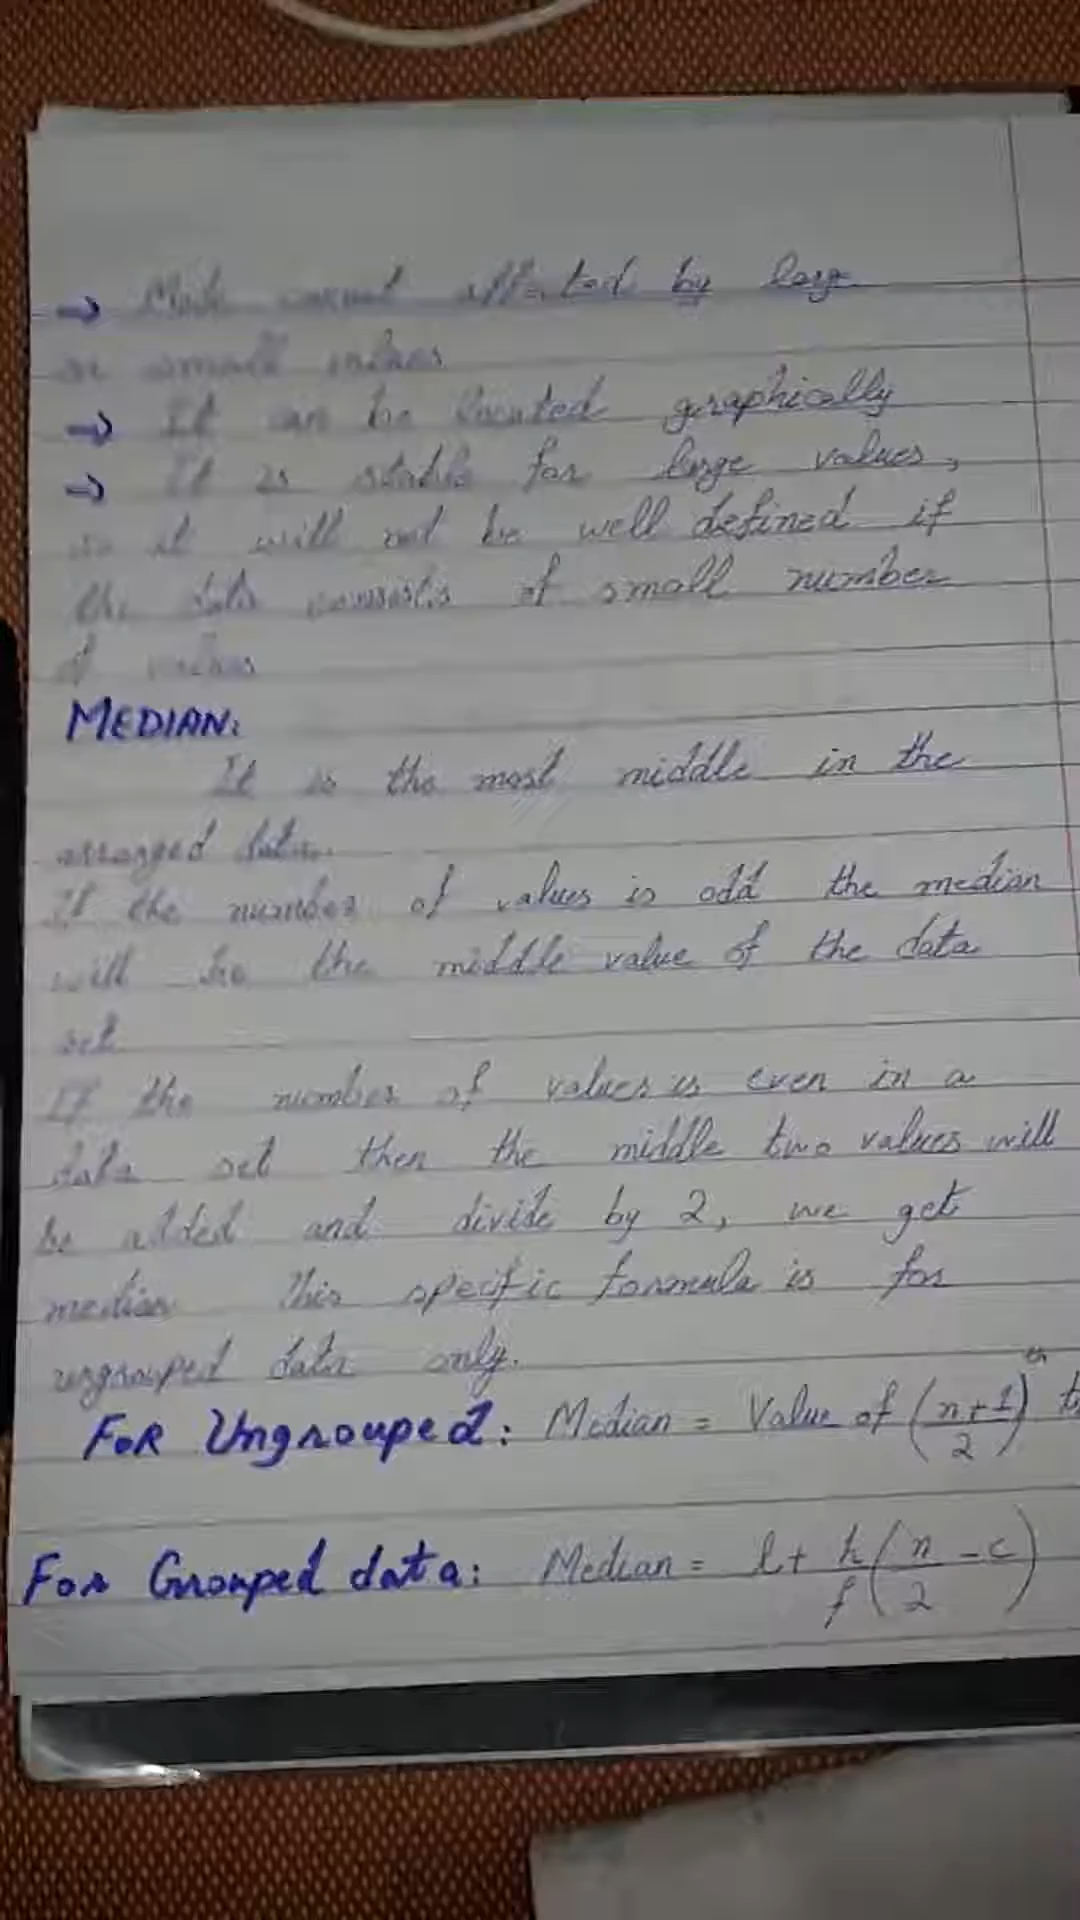 → Mode cannot affected by large
or small values
→ It can be located graphically
→ It is stable for large values,
so it will not be well defined if
the data consists of small number
of values
MEDIAN:
It is the most middle in the
arranged data.
If the number of values is odd the median
will be the middle value of the data
set
If the number of values is even in a
data set then the middle two values will
be added and divide by 2, we get
median This specific formula is for
ungrouped data only.
FOR Ungrouped: Median = Value of (n+1/2)th
For Grouped data: Median = l + h/f (n/2 - c)